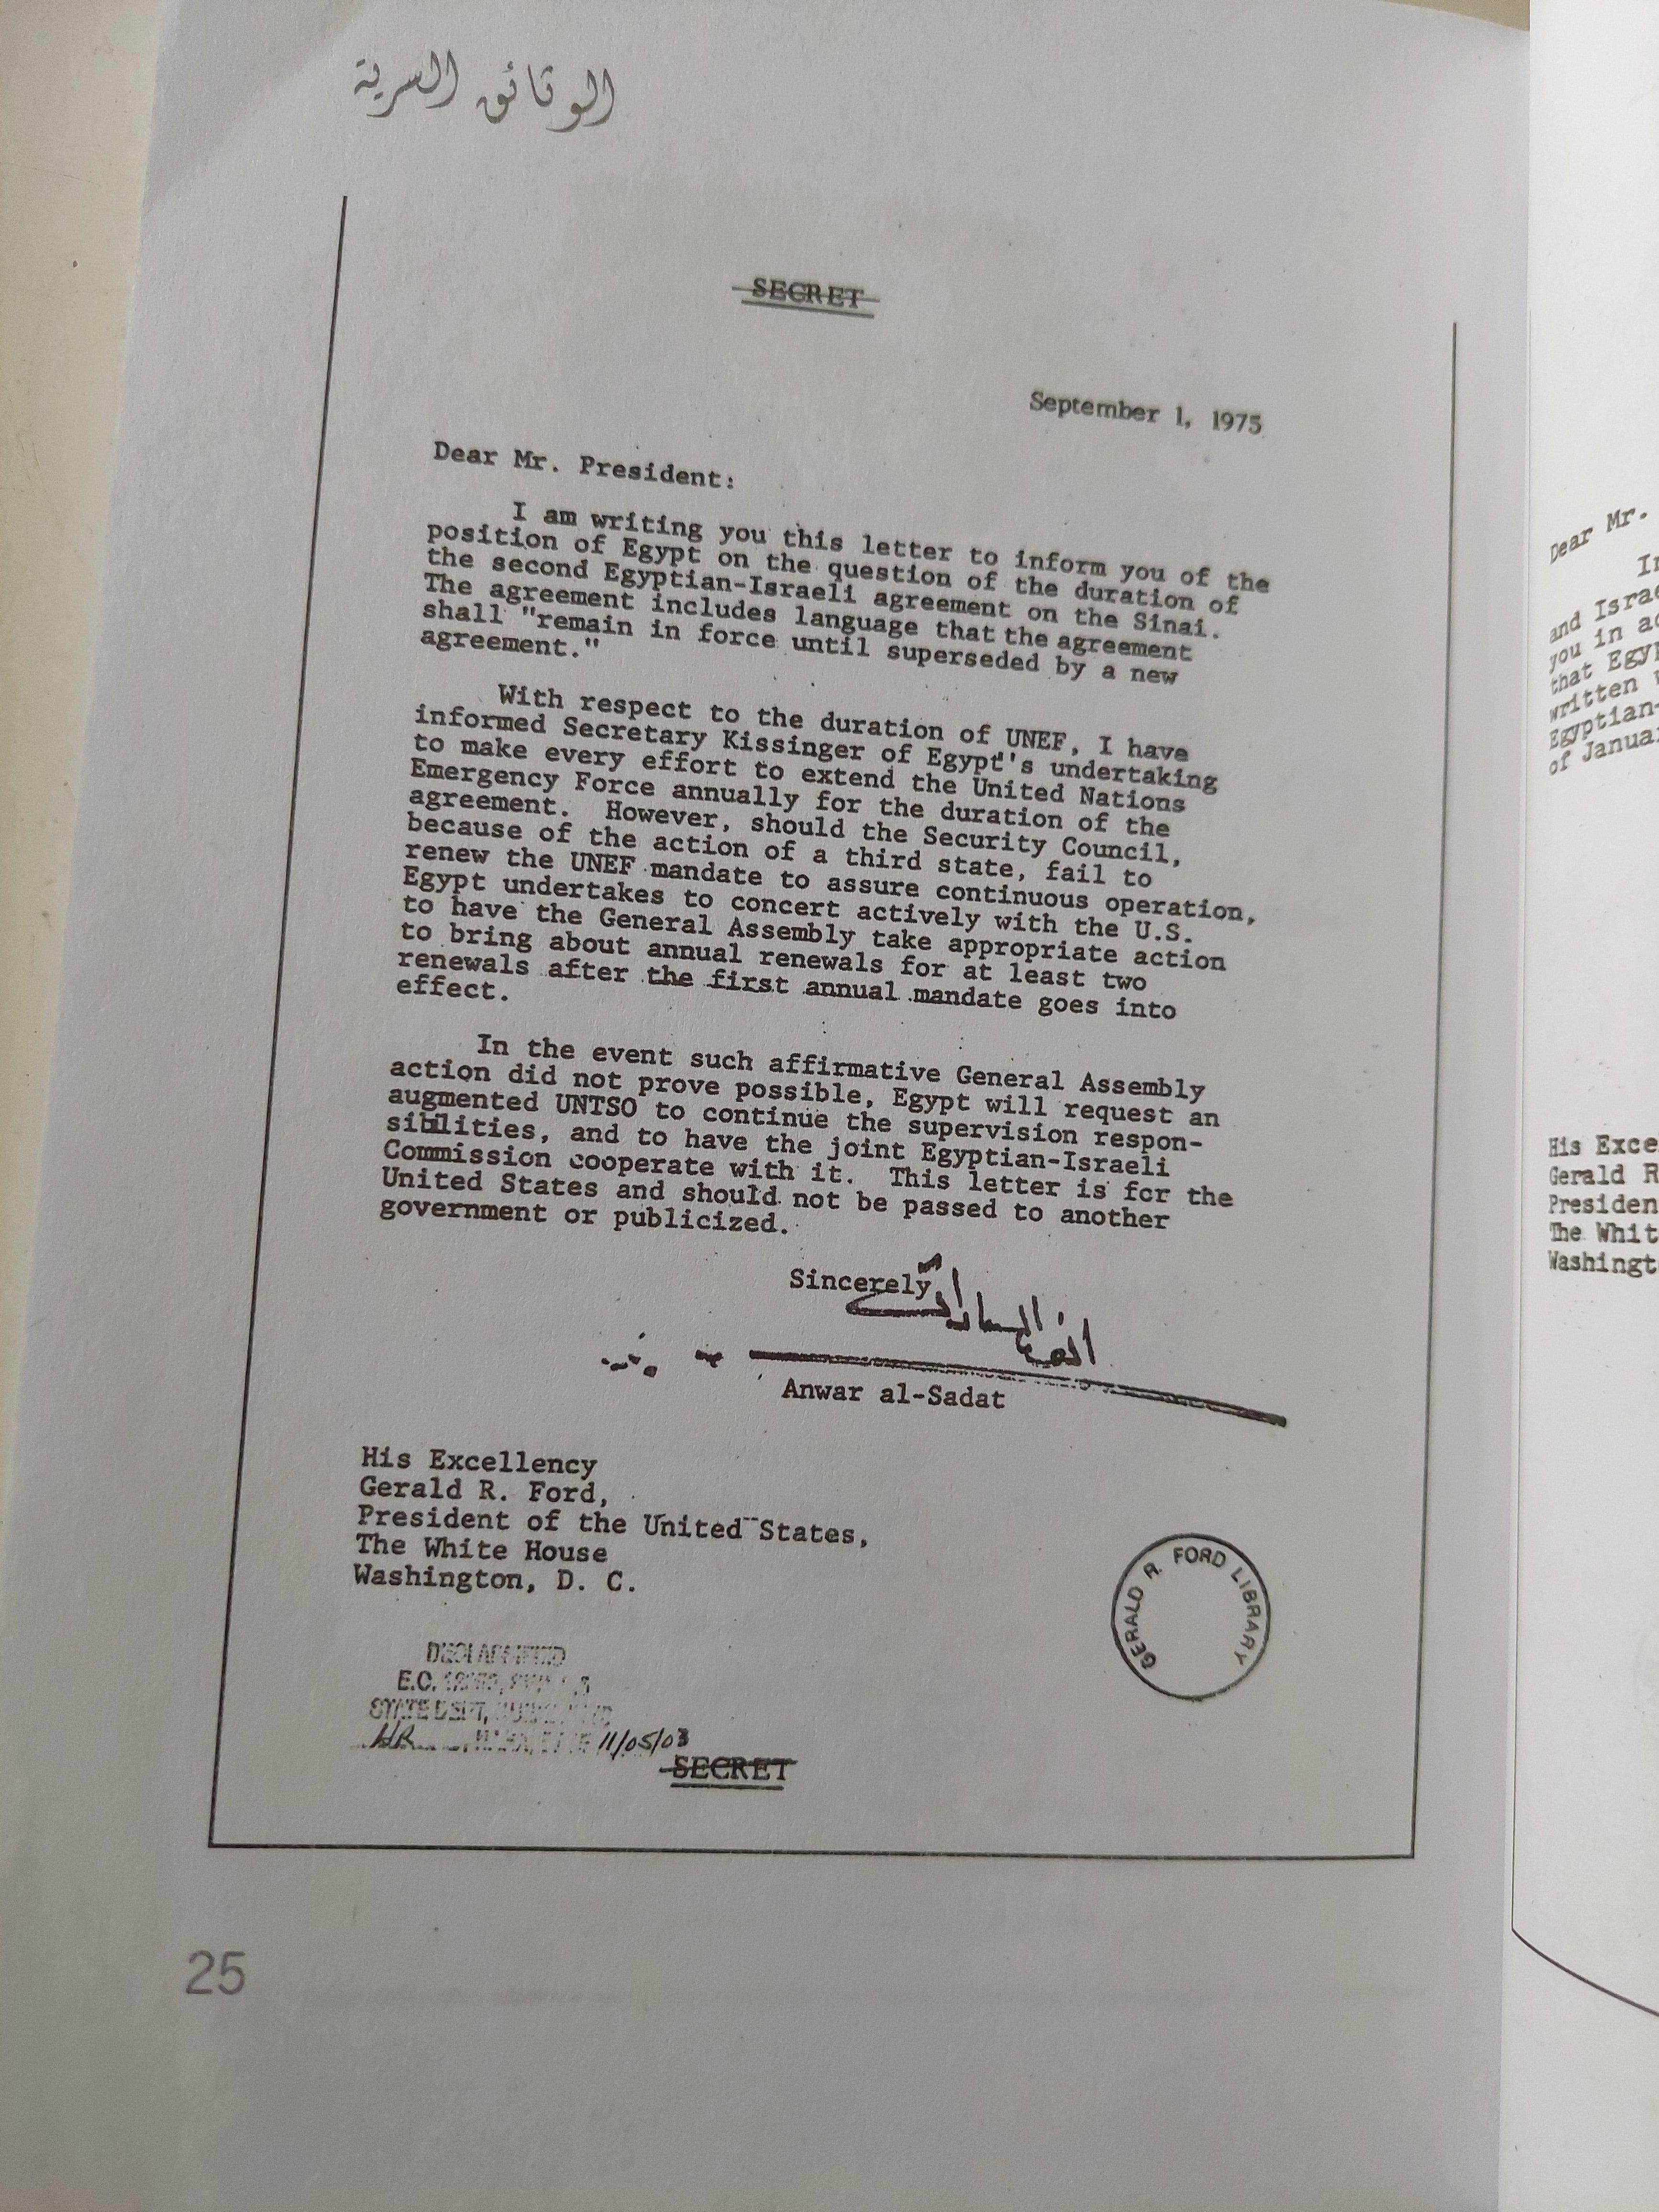 الوثائق السرية
SECRET
September 1, 1975
Dear Mr. President:
I am writing you this letter to inform you of the
position of Egypt on the question of the duration of
the second Egyptian-Israeli agreement on the Sinai.
The agreement includes language that the agreement
shall "remain in force until superseded by a new
agreement."
With respect to the duration of UNEF, I have
informed Secretary Kissinger of Egypt's undertaking
to make every effort to extend the United Nations
Emergency Force annually for the duration of the
agreement. However, should the Security Council,
because of the action of a third state, fail to
renew the UNEF mandate to assure continuous operation,
Egypt undertakes to concert actively with the U.S.
to have the General Assembly take appropriate action
to bring about annual renewals for at least two
renewals after the first annual mandate goes into
effect.
In the event such affirmative General Assembly
action did not prove possible, Egypt will request an
augmented UNTSO to continue the supervision respon-
sibilities, and to have the joint Egyptian-Israeli
Commission cooperate with it. This letter is for the
United States and should not be passed to another
government or publicized.
Sincerely,
أنور السادات
Anwar al-Sadat
His Excellency
Gerald R. Ford,
President of the United States,
The White House
Washington, D. C.
GERALD R. FORD LIBRARY
DECLASSIFIED
E.O.
STATE DEPT,
HR 11/05/03
SECRET
25
Dear Mr.
and
you in
that
written
of
His
Gerald R
The